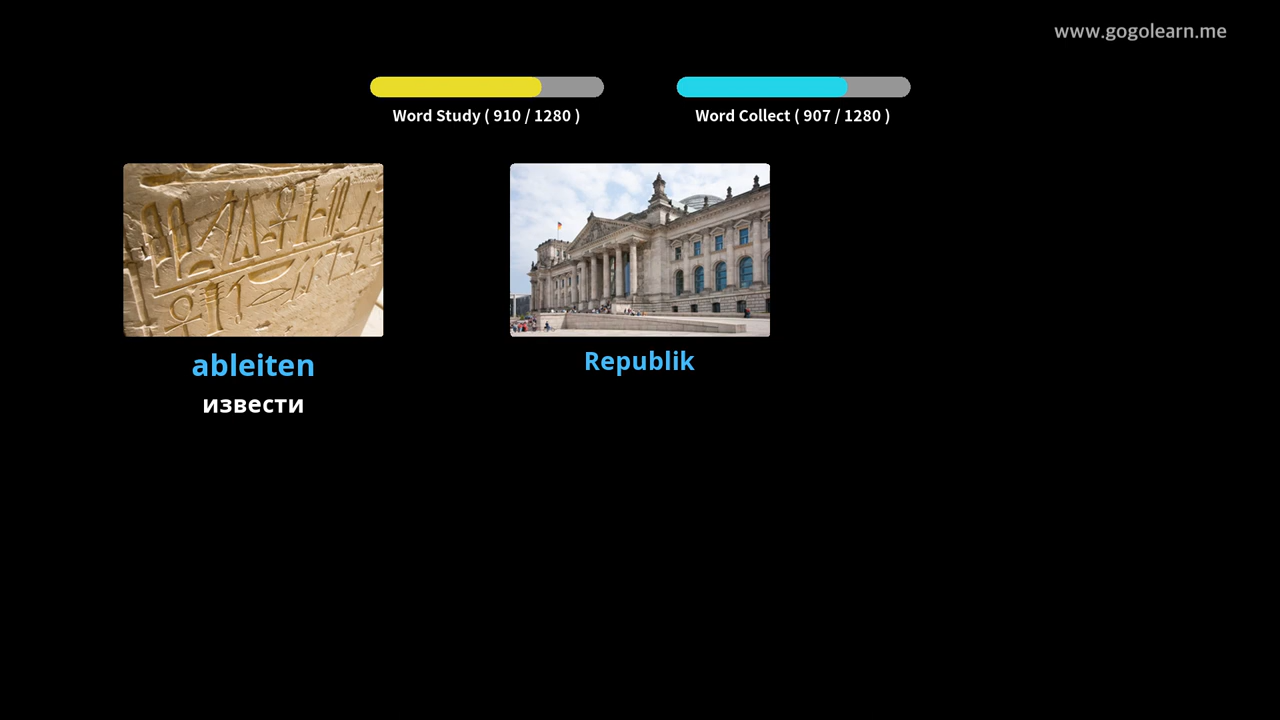 www.gogolearn.me
Word Study ( 910 / 1280 )
Word Collect ( 907 / 1280 )
ableiten
извести
Republik